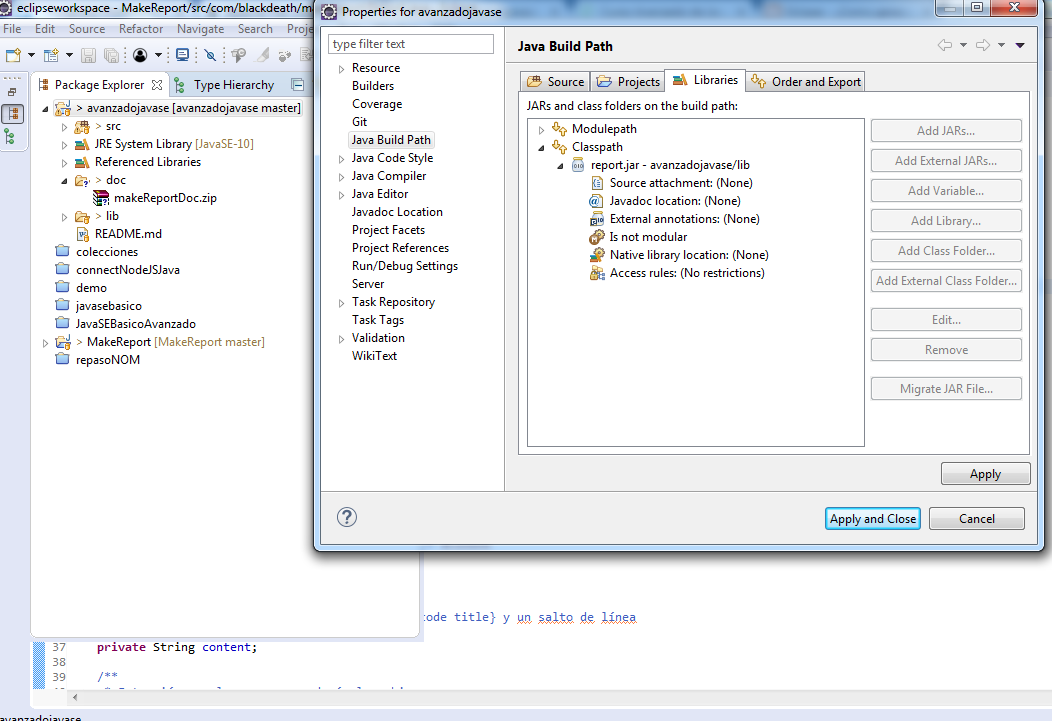 eclipseworkspace - MakeReport/src/com/blackdeath/m
File Edit Source Refactor Navigate Search Proje
Package Explorer
Type Hierarchy
> avanzadojavase [avanzadojavase master]
> src
JRE System Library [JavaSE-10]
Referenced Libraries
> doc
makeReportDoc.zip
> lib
README.md
colecciones
connectNodeJSJava
demo
javasebasico
JavaSEBasicoAvanzado
> MakeReport [MakeReport master]
repasoNOM
Properties for avanzadojavase
type filter text
Resource
Builders
Coverage
Git
Java Build Path
Java Code Style
Java Compiler
Java Editor
Javadoc Location
Project Facets
Project References
Run/Debug Settings
Server
Task Repository
Task Tags
Validation
WikiText
Java Build Path
Source Projects Libraries Order and Export
JARs and class folders on the build path:
Modulepath
Classpath
report.jar - avanzadojavase/lib
Source attachment: (None)
Javadoc location: (None)
External annotations: (None)
Is not modular
Native library location: (None)
Access rules: (No restrictions)
Add JARs...
Add External JARs...
Add Variable...
Add Library...
Add Class Folder...
Add External Class Folder...
Edit...
Remove
Migrate JAR File...
Apply
Apply and Close
Cancel
code title} y un salto de línea
37 private String content;
38
39 /**
avanzadojavase